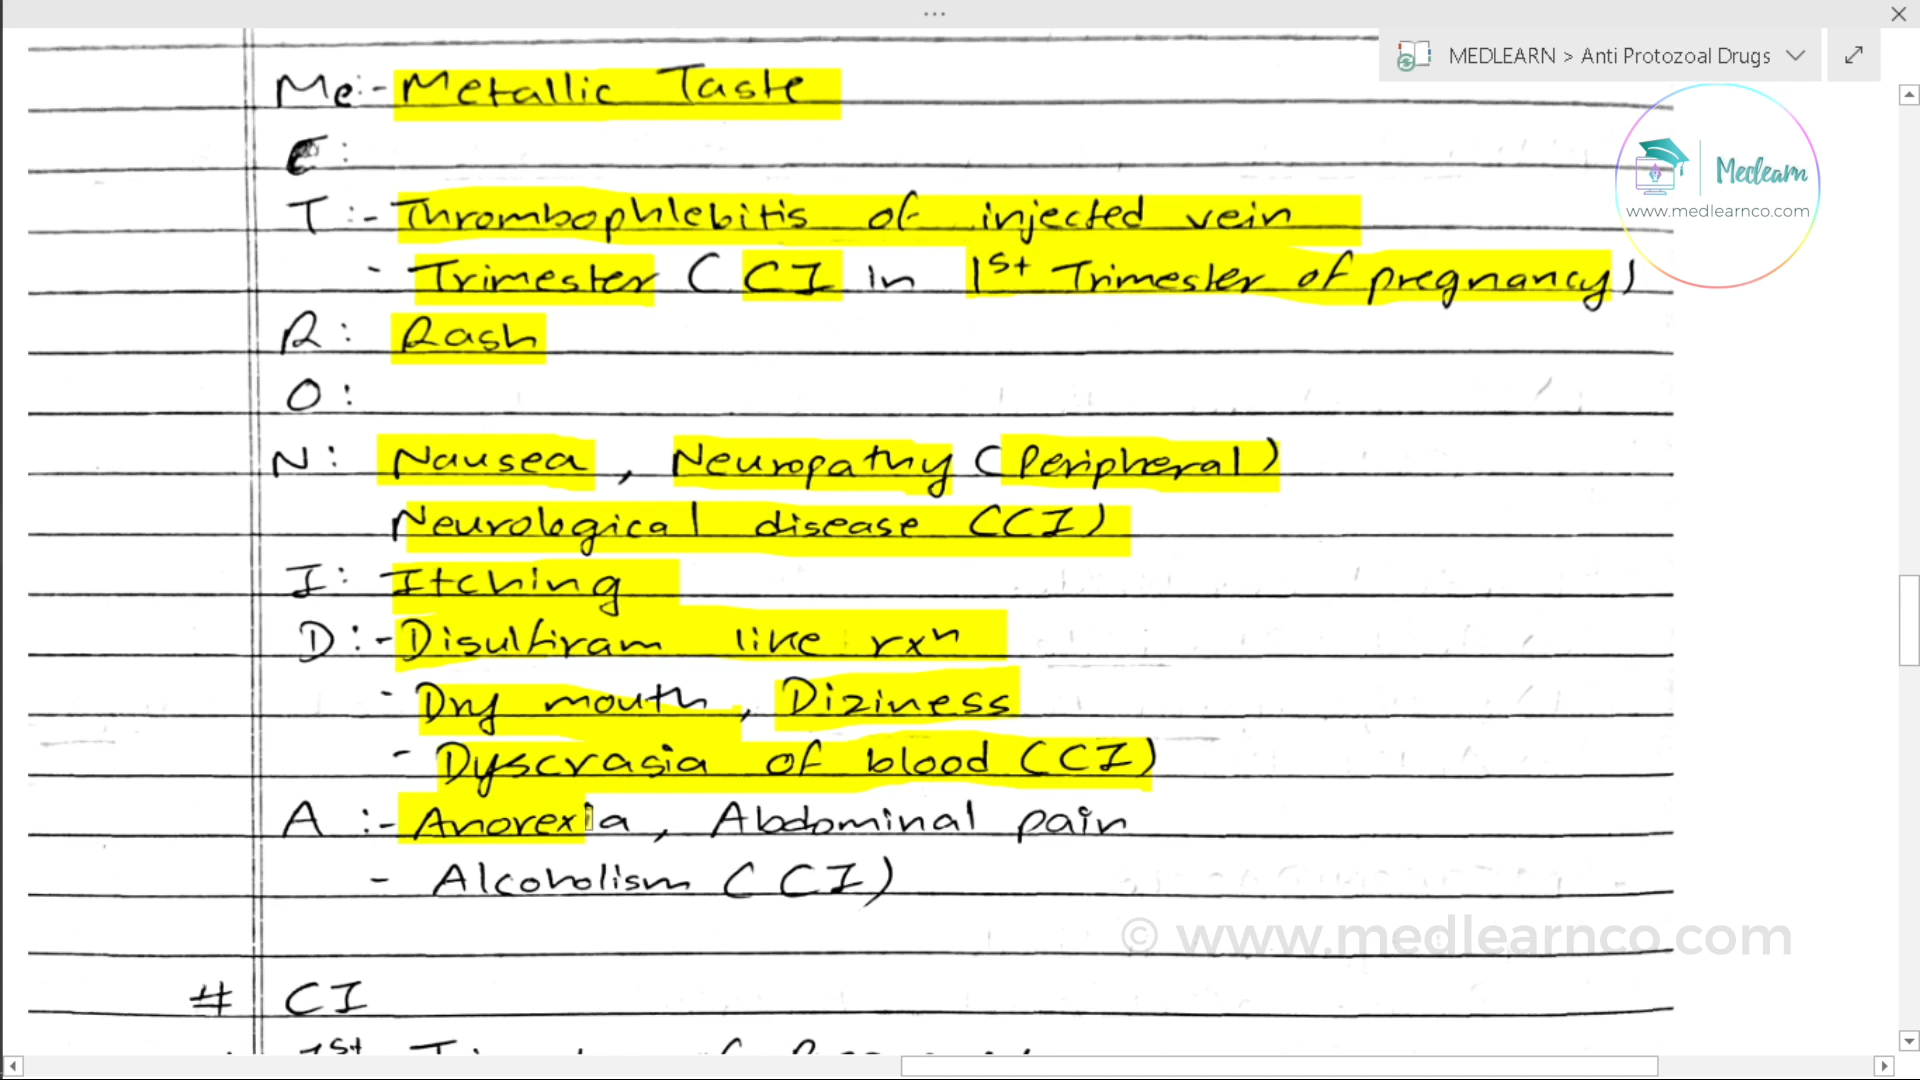 ...
MEDLEARN > Anti Protozoal Drugs
Me:- Metallic Taste
Medlearn
www.medlearnco.com
E:
T:- Thrombophlebitis of injected vein
- Trimester (CI in 1st Trimester of pregnancy)
R: Rash
O:
N: Nausea, Neuropathy (Peripheral)
Neurological disease (CI)
I: Itching
D:- Disulfiram like rxn
- Dry mouth, Diziness
- Dyscrasia of blood (CI)
A:- Anorexia, Abdominal pain
- Alcoholism (CI)
© www.medlearnco.com
# CI
1st